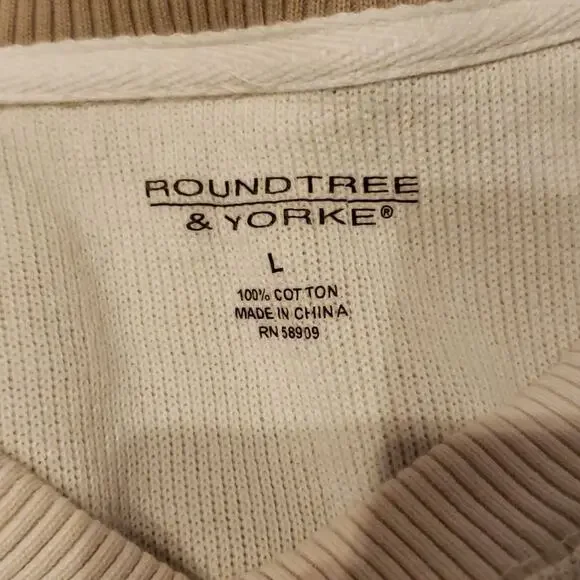 ROUNDTREE
& YORKE®
L
100% COTTON
MADE IN CHINA
RN 58909